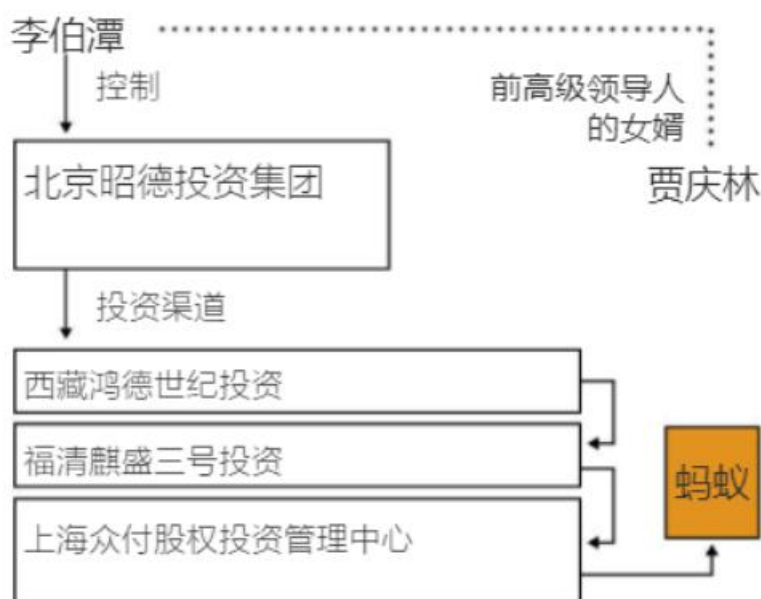 李伯潭
控制
前高级领导人
的女婿
北京昭德投资集团
贾庆林
投资渠道
西藏鸿德世纪投资
福清麒盛三号投资
蚂蚁
上海众付股权投资管理中心